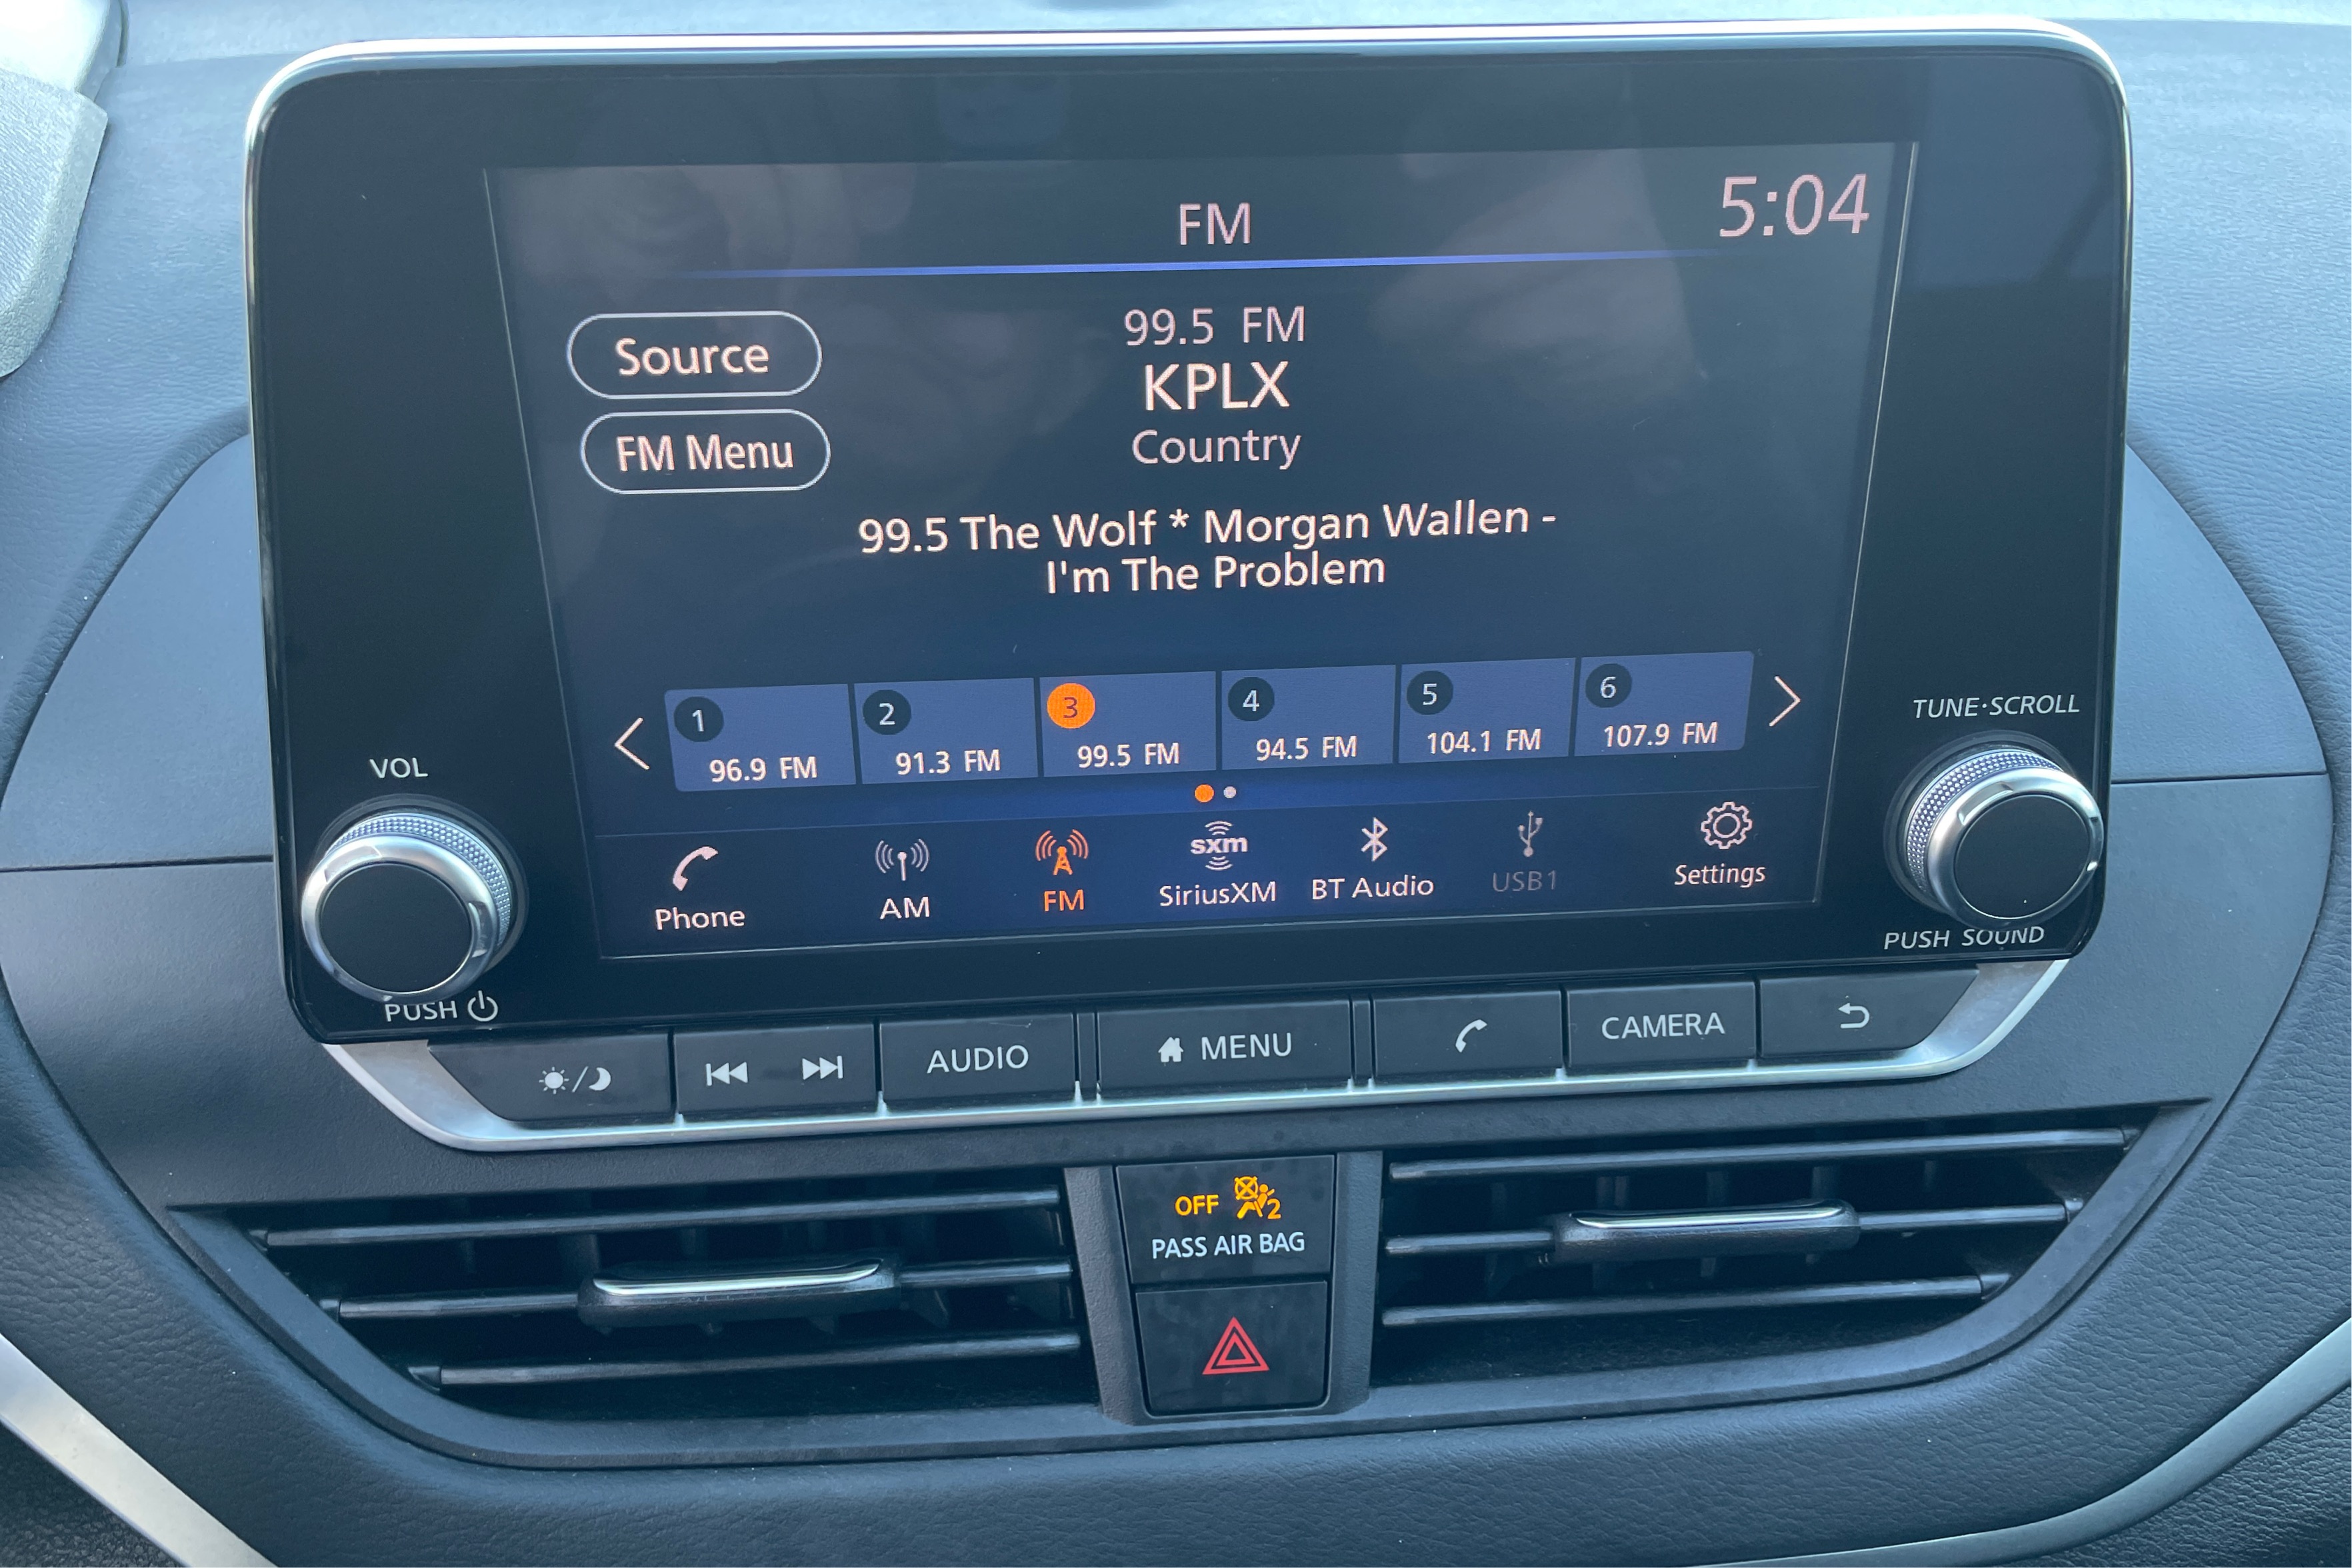 FM
5:04
Source
FM Menu
99.5 FM
KPLX
Country
99.5 The Wolf * Morgan Wallen -
I'm The Problem
1
96.9 FM
2
91.3 FM
3
99.5 FM
4
94.5 FM
5
104.1 FM
6
107.9 FM
Phone
AM
FM
sxm
SiriusXM
BT Audio
USB1
Settings
VOL
PUSH
TUNE·SCROLL
PUSH SOUND
AUDIO
MENU
CAMERA
OFF 2
PASS AIR BAG